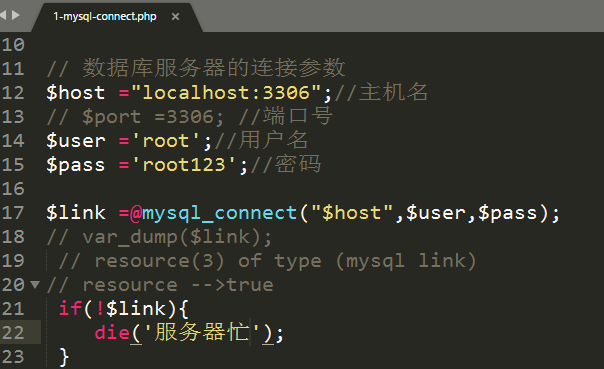 1-mysql-connect.php ×
10
11 // 数据库服务器的连接参数
12 $host ="localhost:3306";//主机名
13 // $port =3306; //端口号
14 $user ='root';//用户名
15 $pass ='root123';//密码
16
17 $link =@mysql_connect("$host",$user,$pass);
18 // var_dump($link);
19 // resource(3) of type (mysql link)
20 // resource -->true
21 if(!$link){
22 die('服务器忙');
23 }